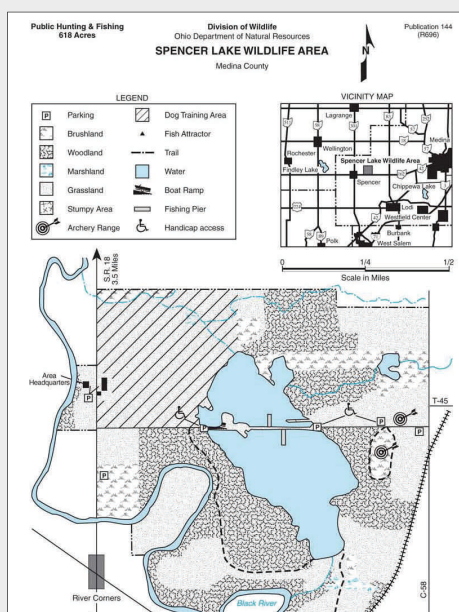 Public Hunting & Fishing
618 Acres
Division of Wildlife
Ohio Department of Natural Resources
SPENCER LAKE WILDLIFE AREA
Medina County
N
Publication 144
(R696)
LEGEND
P Parking
Brushland
Woodland
Marshland
Grassland
Stumpy Area
Archery Range
Dog Training Area
Fish Attractor
Trail
Water
Boat Ramp
Fishing Pier
Handicap access
VICINITY MAP
Lagrange
Wellington
Rochester
Findley Lake
Medina
Spencer Lake Wildlife Area
Spencer
Chippewa Lake
Lodi
Westfield Center
Burbank
Polk
West Salem
0 1/4 1/2
Scale in Miles
S.R. 18
3.5 Miles
Area
Headquarters
P
P
P
P
P
P
T-45
C-58
River Corners
Black River